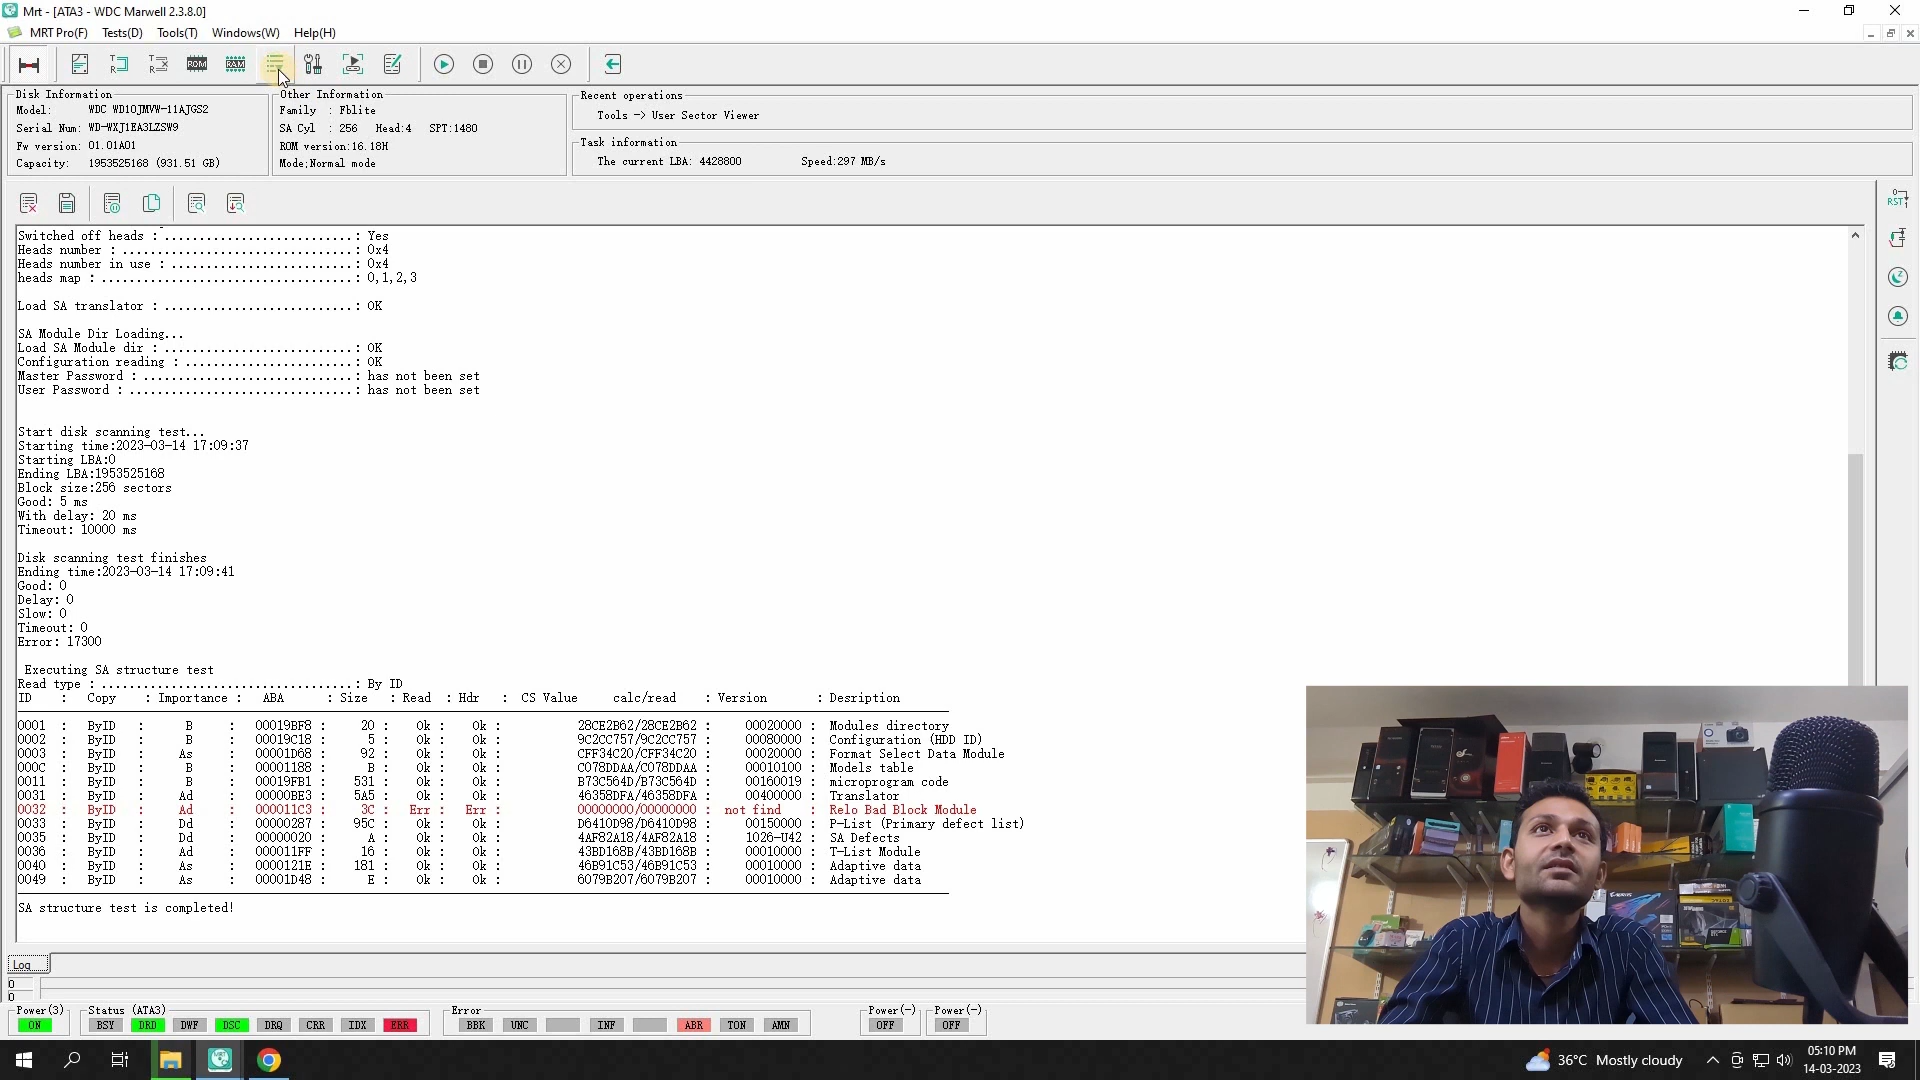 Mrt - [ATA3 - WDC Marwell 2.3.8.0]
MRT Pro(F) Tests(D) Tools(T) Windows(W) Help(H)
ROM RAM
Disk Information
Model: WDC WD10JMVW-11AJGS2
Serial Num: WD-WXJ1EA3LZSW9
Fw version: 01.01A01
Capacity: 1953525168 (931.51 GB)
Other Information
Family : Fblite
SA Cyl : 256 Head:4 SPT:1480
ROM version:16.18H
Mode;Normal mode
Recent operations
Tools -> User Sector Viewer
Task information
The current LBA: 4428800 Speed:297 MB/s
RST
Switched off heads : ...........................: Yes
Heads number : ..................................: 0x4
Heads number in use : ..........................: 0x4
heads map : ....................................: 0,1,2,3
Load SA translator : ...........................: OK
SA Module Dir Loading...
Load SA Module dir : ...........................: OK
Configuration reading : ........................: OK
Master Password : ..............................: has not been set
User Password : ................................: has not been set
Start disk scanning test...
Starting time:2023-03-14 17:09:37
Starting LBA:0
Ending LBA:1953525168
Block size:256 sectors
Good: 5 ms
With delay: 20 ms
Timeout: 10000 ms
Disk scanning test finishes
Ending time:2023-03-14 17:09:41
Good: 0
Delay: 0
Slow: 0
Timeout: 0
Error: 17300
Executing SA structure test
Read type : ....................................: By ID
ID : Copy : Importance : ABA : Size : Read : Hdr : CS Value calc/read : Version : Desription
0001 : ByID : B : 00019BF8 : 20 : Ok : Ok : 28CE2B62/28CE2B62 : 00020000 : Modules directory
0002 : ByID : B : 00019C18 : 5 : Ok : Ok : 9C2CC757/9C2CC757 : 00080000 : Configuration (HDD ID)
0003 : ByID : As : 00001D68 : 92 : Ok : Ok : CFF34C20/CFF34C20 : 00020000 : Format Select Data Module
000C : ByID : B : 00001188 : B : Ok : Ok : C078DDAA/C078DDAA : 00010100 : Models table
0011 : ByID : B : 00019FB1 : 531 : Ok : Ok : B73C564D/B73C564D : 00160019 : microprogram code
0031 : ByID : Ad : 00000BE3 : 5A5 : Ok : Ok : 46358DFA/46358DFA : 00400000 : Translator
0032 : ByID : Ad : 000011C3 : 3C : Err : Err : 00000000/00000000 : not find : Relo Bad Block Module
0033 : ByID : Dd : 00000287 : 95C : Ok : Ok : D6410D98/D6410D98 : 00150000 : P-List (Primary defect list)
0035 : ByID : Dd : 00000020 : A : Ok : Ok : 4AF82A18/4AF82A18 : 1026-U42 : SA Defects
0036 : ByID : Ad : 000011FF : 16 : Ok : Ok : 43BD168B/43BD168B : 00010000 : T-List Module
0040 : ByID : As : 0000121E : 181 : Ok : Ok : 46B91C53/46B91C53 : 00010000 : Adaptive data
0049 : ByID : As : 00001D48 : E : Ok : Ok : 6079B207/6079B207 : 00010000 : Adaptive data
SA structure test is completed!
Log
0
0
Power(3) Status (ATA3) Error Power(-) Power(-)
ON BSY DRD DWF DSC DRQ CRR IDX ERR BBK UNC INF ABR TON AMN OFF OFF
36°C Mostly cloudy
05:10 PM
14-03-2023